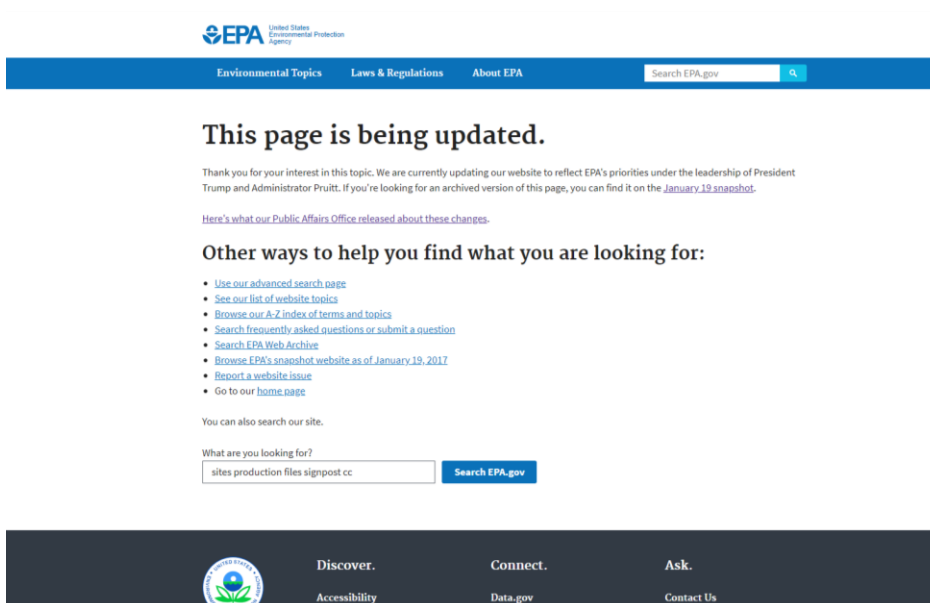 EPA
United States
Environmental Protection
Agency
Environmental Topics Laws & Regulations About EPA Search EPA.gov
This page is being updated.
Thank you for your interest in this topic. We are currently updating our website to reflect EPA's priorities under the leadership of President
Trump and Administrator Pruitt. If you're looking for an archived version of this page, you can find it on the January 19 snapshot.
Here's what our Public Affairs Office released about these changes.
Other ways to help you find what you are looking for:
• Use our advanced search page
• See our list of website topics
• Browse our A-Z index of terms and topics
• Search frequently asked questions or submit a question
• Search EPA Web Archive
• Browse EPA's snapshot website as of January 19, 2017
• Report a website issue
• Go to our home page
You can also search our site.
What are you looking for?
sites production files signpost cc Search EPA.gov
Discover. Connect. Ask.
Accessibility Data.gov Contact Us
UNITED STATES